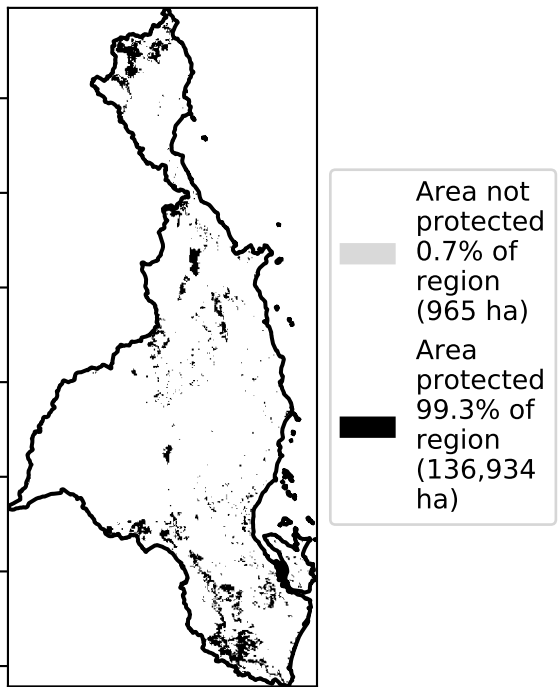 Area not
protected
0.7% of
region
(965 ha)
Area
protected
99.3% of
region
(136,934
ha)